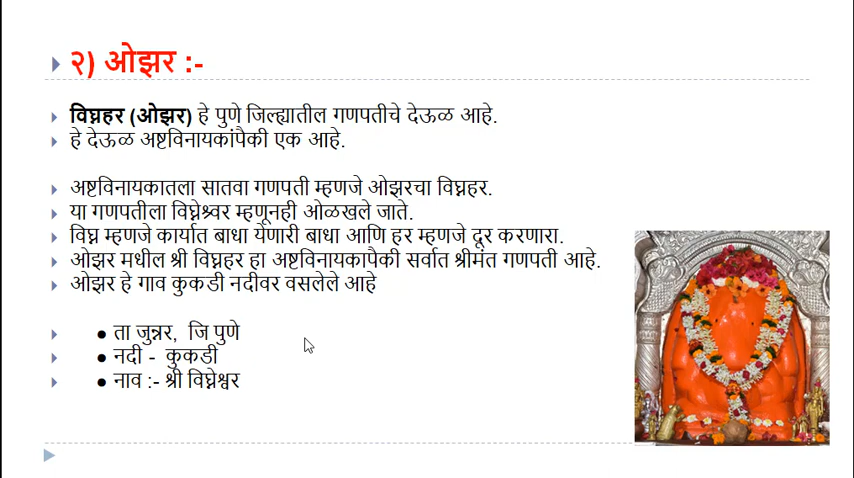 २) ओझर :-
विघ्नहर (ओझर) हे पुणे जिल्ह्यातील गणपतीचे देऊळ आहे.
हे देऊळ अष्टविनायकांपैकी एक आहे.
अष्टविनायकातला सातवा गणपती म्हणजे ओझरचा विघ्नहर.
या गणपतीला विघ्नेश्र्वर म्हणूनही ओळखले जाते.
विघ्न म्हणजे कार्यात बाधा येणारी बाधा आणि हर म्हणजे दूर करणारा.
ओझर मधील श्री विघ्नहर हा अष्टविनायकापैकी सर्वात श्रीमंत गणपती आहे.
ओझर हे गाव कुकडी नदीवर वसलेले आहे
● ता जुन्नर, जि पुणे
● नदी - कुकडी
● नाव :- श्री विघ्नेश्वर